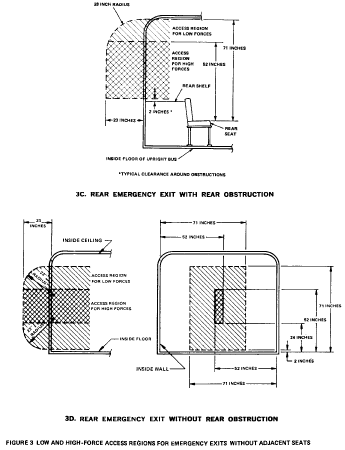 28 INCH RADIUS
ACCESS REGION
FOR LOW FORCES
71 INCHES
ACCESS
REGION
FOR HIGH
FORCES
52 INCHES
REAR SHELF
23 INCHES
2 INCHES*
REAR
SEAT
INSIDE FLOOR OF UPRIGHT BUS
*TYPICAL CLEARANCE AROUND OBSTRUCTIONS
3C. REAR EMERGENCY EXIT WITH REAR OBSTRUCTION
INCHES
71 INCHES
52 INCHES
INSIDE CEILING
ACCESS REGION
FOR LOW FORCES
ACCESS REGION
FOR HIGH FORCES
INSIDE FLOOR
71 INCHES
52 INCHES
26 INCHES
2 INCHES
INSIDE WALL
52 INCHES
71 INCHES
3D. REAR EMERGENCY EXIT WITHOUT REAR OBSTRUCTION
FIGURE 3 LOW AND HIGH-FORCE ACCESS REGIONS FOR EMERGENCY EXITS WITHOUT ADJACENT SEATS